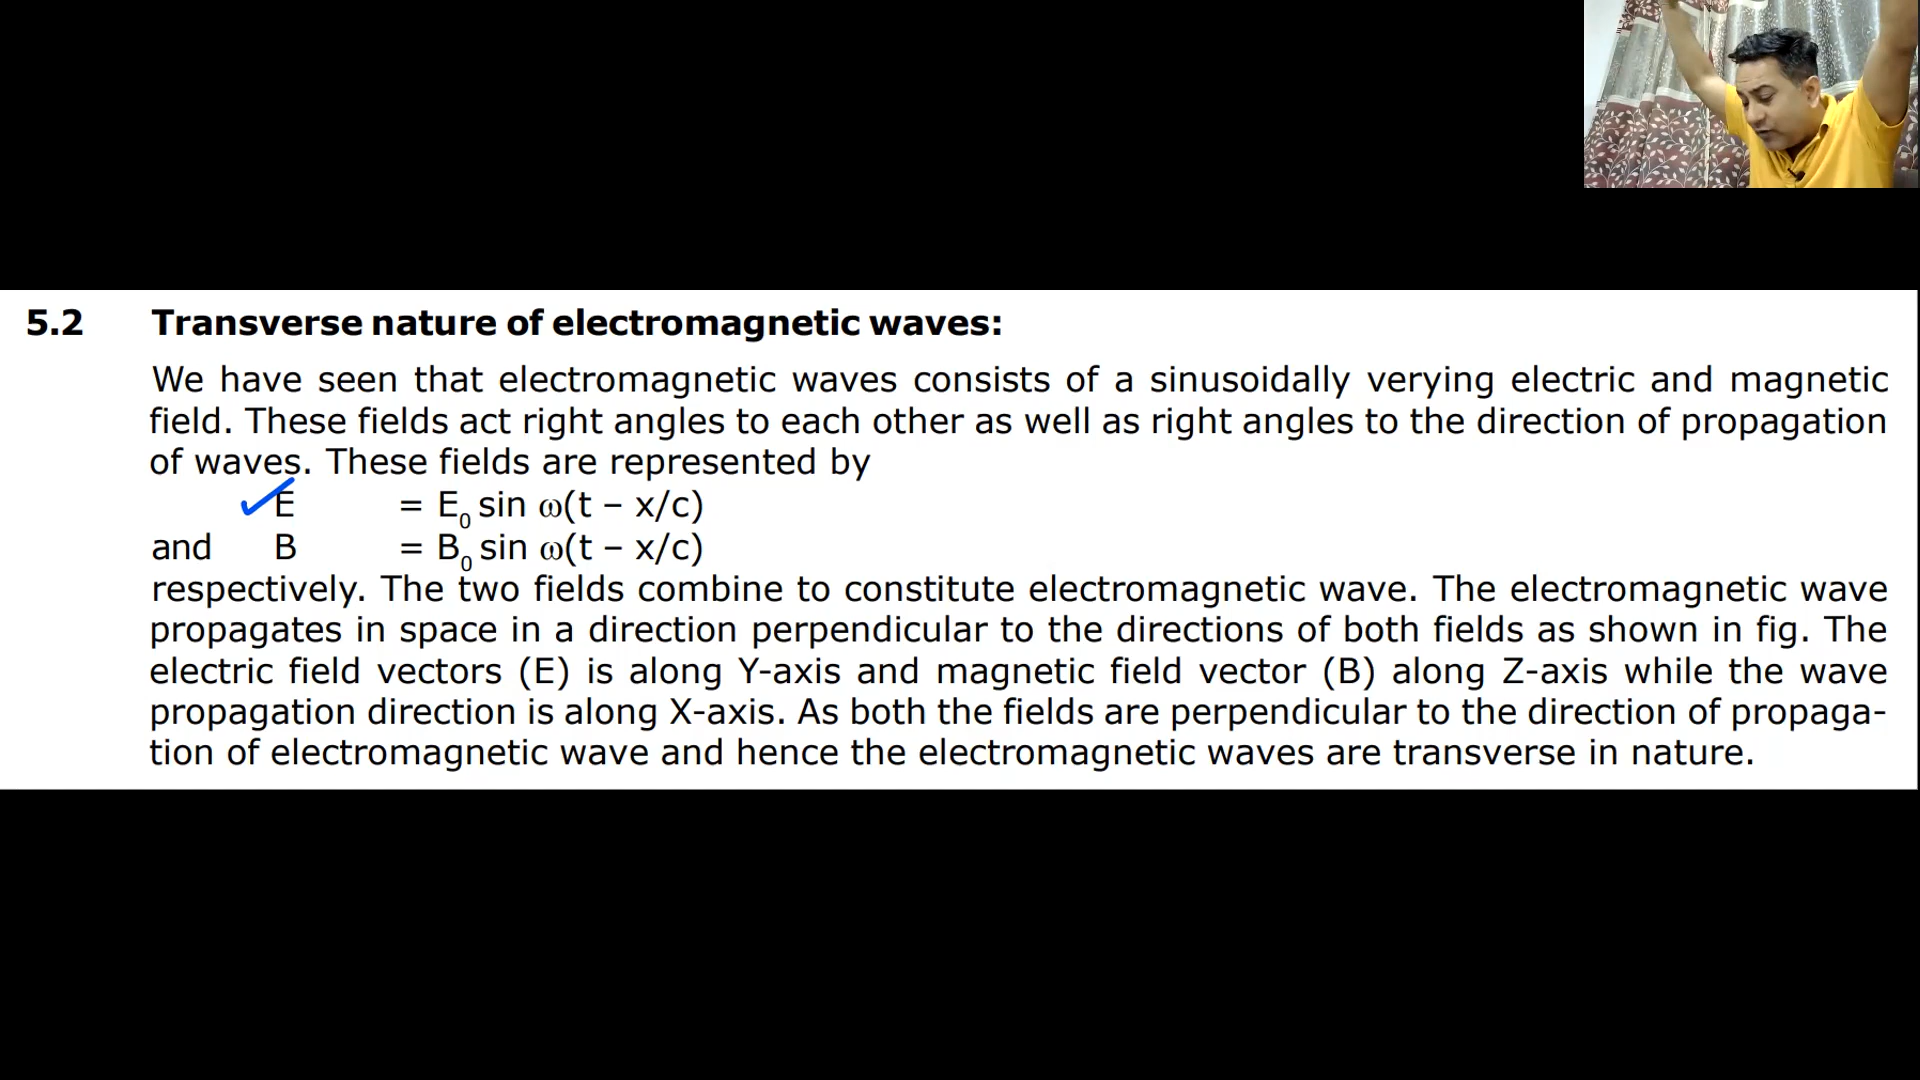 5.2 Transverse nature of electromagnetic waves:
We have seen that electromagnetic waves consists of a sinusoidally verying electric and magnetic
field. These fields act right angles to each other as well as right angles to the direction of propagation
of waves. These fields are represented by
E = E₀ sin ω(t – x/c)
and B = B₀ sin ω(t – x/c)
respectively. The two fields combine to constitute electromagnetic wave. The electromagnetic wave
propagates in space in a direction perpendicular to the directions of both fields as shown in fig. The
electric field vectors (E) is along Y-axis and magnetic field vector (B) along Z-axis while the wave
propagation direction is along X-axis. As both the fields are perpendicular to the direction of propaga-
tion of electromagnetic wave and hence the electromagnetic waves are transverse in nature.